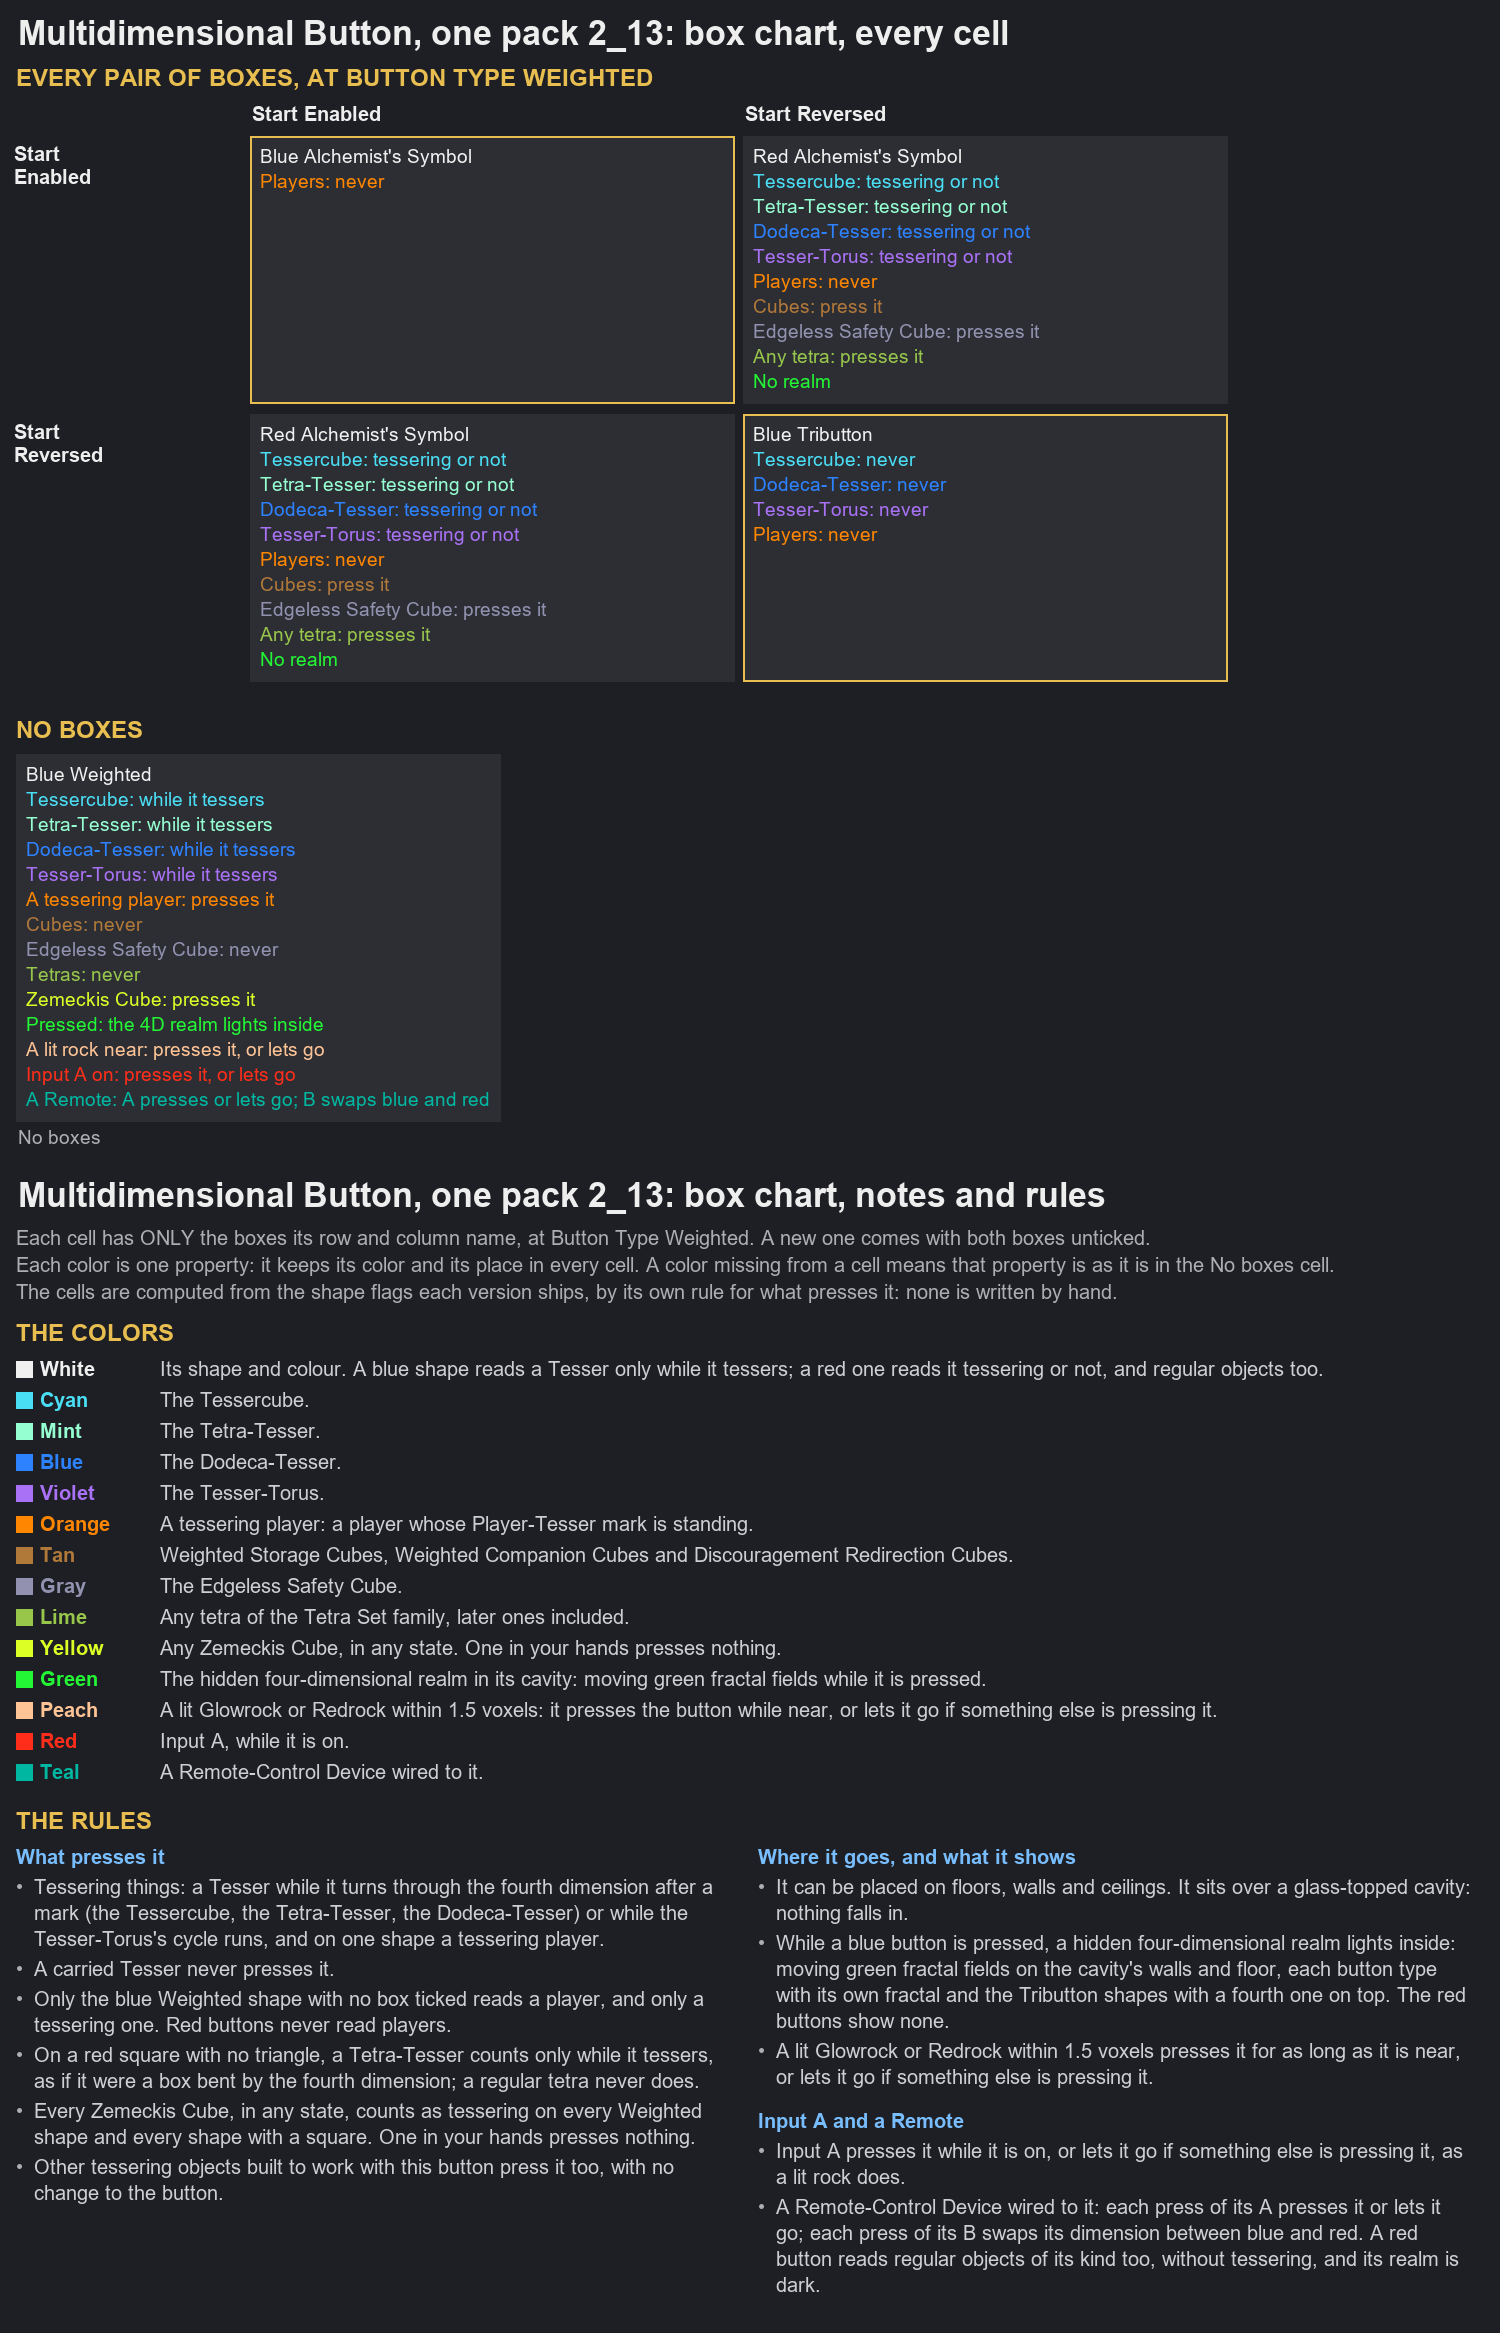 Multidimensional Button, one pack 2_13: box chart, every cell
EVERY PAIR OF BOXES, AT BUTTON TYPE WEIGHTED
Start Enabled
Start Reversed
Start
Enabled
Blue Alchemist's Symbol
Players: never
Red Alchemist's Symbol
Tessercube: tessering or not
Tetra-Tesser: tessering or not
Dodeca-Tesser: tessering or not
Tesser-Torus: tessering or not
Players: never
Cubes: press it
Edgeless Safety Cube: presses it
Any tetra: presses it
No realm
Start
Reversed
Red Alchemist's Symbol
Tessercube: tessering or not
Tetra-Tesser: tessering or not
Dodeca-Tesser: tessering or not
Tesser-Torus: tessering or not
Players: never
Cubes: press it
Edgeless Safety Cube: presses it
Any tetra: presses it
No realm
Blue Tributton
Tessercube: never
Dodeca-Tesser: never
Tesser-Torus: never
Players: never
NO BOXES
Blue Weighted
Tessercube: while it tessers
Tetra-Tesser: while it tessers
Dodeca-Tesser: while it tessers
Tesser-Torus: while it tessers
A tessering player: presses it
Cubes: never
Edgeless Safety Cube: never
Tetras: never
Zemeckis Cube: presses it
Pressed: the 4D realm lights inside
A lit rock near: presses it, or lets go
Input A on: presses it, or lets go
A Remote: A presses or lets go; B swaps blue and red
No boxes
Multidimensional Button, one pack 2_13: box chart, notes and rules
Each cell has ONLY the boxes its row and column name, at Button Type Weighted. A new one comes with both boxes unticked.
Each color is one property: it keeps its color and its place in every cell. A color missing from a cell means that property is as it is in the No boxes cell.
The cells are computed from the shape flags each version ships, by its own rule for what presses it: none is written by hand.
THE COLORS
White Its shape and colour. A blue shape reads a Tesser only while it tessers; a red one reads it tessering or not, and regular objects too.
Cyan The Tessercube.
Mint The Tetra-Tesser.
Blue The Dodeca-Tesser.
Violet The Tesser-Torus.
Orange A tessering player: a player whose Player-Tesser mark is standing.
Tan Weighted Storage Cubes, Weighted Companion Cubes and Discouragement Redirection Cubes.
Gray The Edgeless Safety Cube.
Lime Any tetra of the Tetra Set family, later ones included.
Yellow Any Zemeckis Cube, in any state. One in your hands presses nothing.
Green The hidden four-dimensional realm in its cavity: moving green fractal fields while it is pressed.
Peach A lit Glowrock or Redrock within 1.5 voxels: it presses the button while near, or lets it go if something else is pressing it.
Red Input A, while it is on.
Teal A Remote-Control Device wired to it.
THE RULES
What presses it
• Tessering things: a Tesser while it turns through the fourth dimension after a
mark (the Tessercube, the Tetra-Tesser, the Dodeca-Tesser) or while the
Tesser-Torus's cycle runs, and on one shape a tessering player.
• A carried Tesser never presses it.
• Only the blue Weighted shape with no box ticked reads a player, and only a
tessering one. Red buttons never read players.
• On a red square with no triangle, a Tetra-Tesser counts only while it tessers,
as if it were a box bent by the fourth dimension; a regular tetra never does.
• Every Zemeckis Cube, in any state, counts as tessering on every Weighted
shape and every shape with a square. One in your hands presses nothing.
• Other tessering objects built to work with this button press it too, with no
change to the button.
Where it goes, and what it shows
• It can be placed on floors, walls and ceilings. It sits over a glass-topped cavity:
nothing falls in.
• While a blue button is pressed, a hidden four-dimensional realm lights inside:
moving green fractal fields on the cavity's walls and floor, each button type
with its own fractal and the Tributton shapes with a fourth one on top. The red
buttons show none.
• A lit Glowrock or Redrock within 1.5 voxels presses it for as long as it is near,
or lets it go if something else is pressing it.
Input A and a Remote
• Input A presses it while it is on, or lets it go if something else is pressing it, as
a lit rock does.
• A Remote-Control Device wired to it: each press of its A presses it or lets it
go; each press of its B swaps its dimension between blue and red. A red
button reads regular objects of its kind too, without tessering, and its realm is
dark.